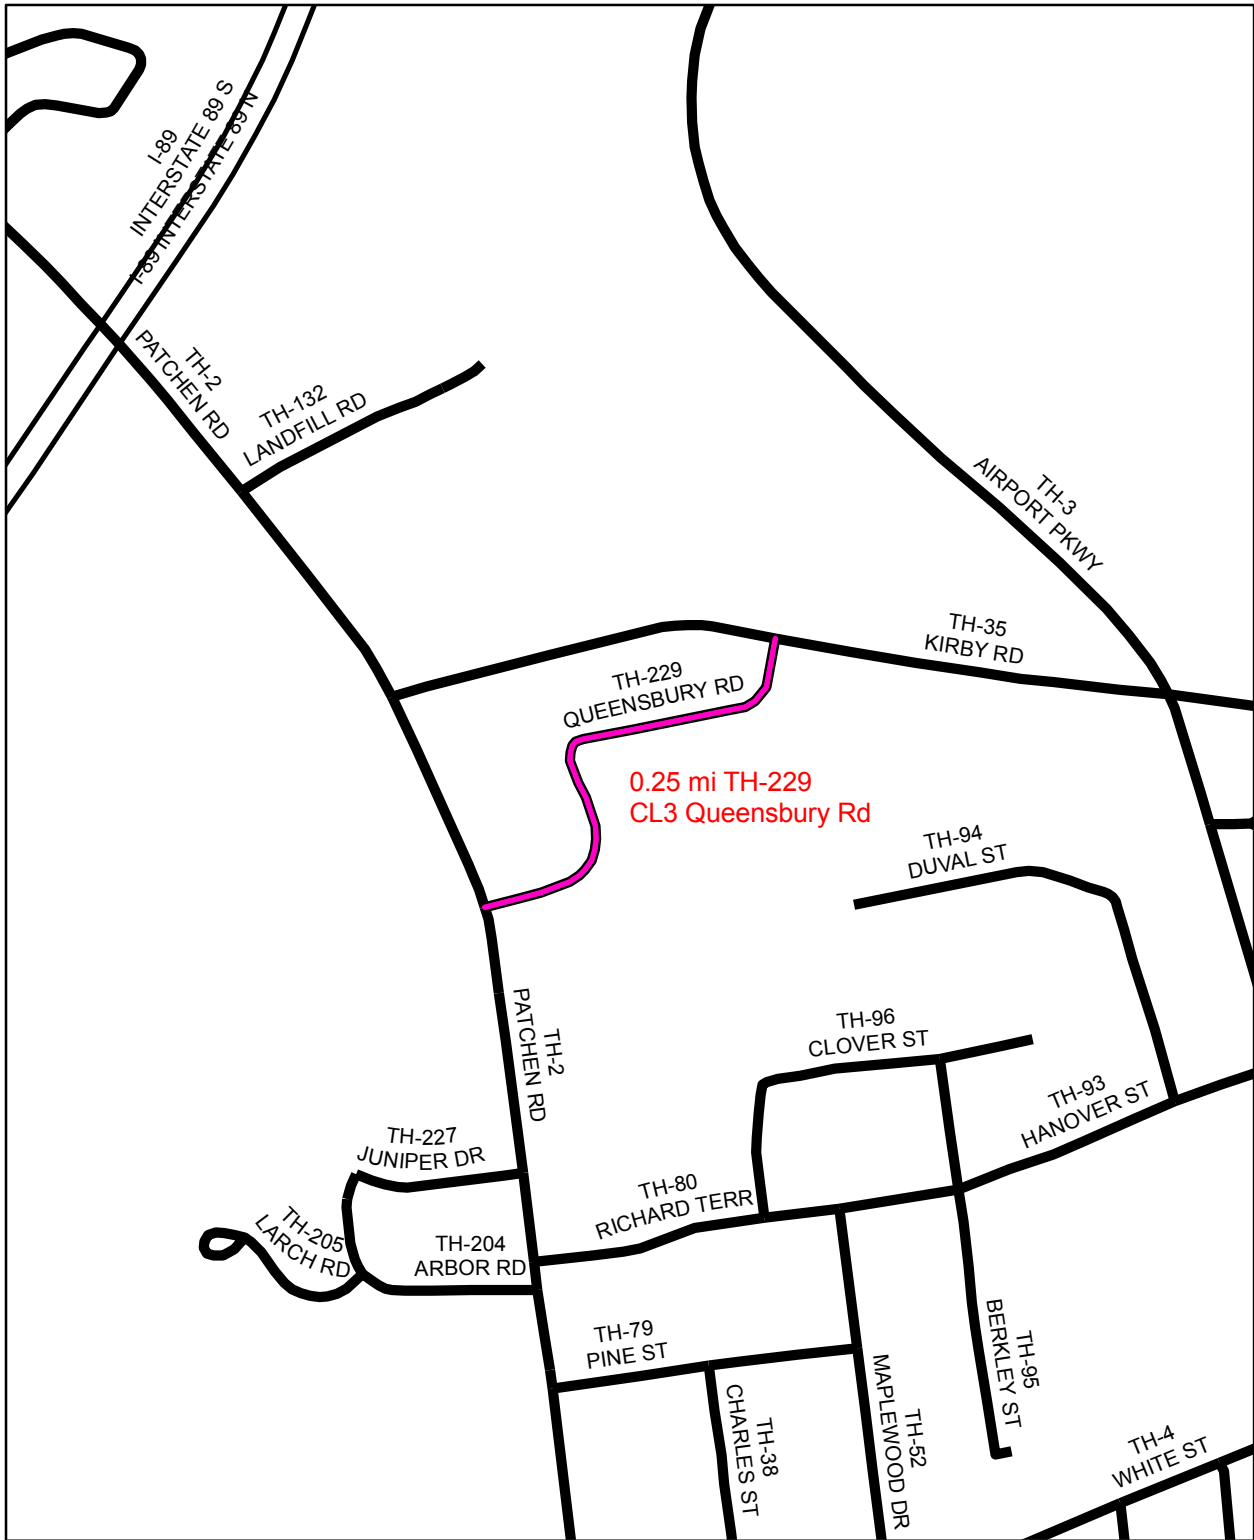 I-89
INTERSTATE 89 S
I-89 INTERSTATE 89 N
TH-2
PATCHEN RD
TH-132
LANDFILL RD
TH-3
AIRPORT PKWY
TH-35
KIRBY RD
TH-229
QUEENSBURY RD
0.25 mi TH-229
CL3 Queensbury Rd
TH-94
DUVAL ST
TH-2
PATCHEN RD
TH-96
CLOVER ST
TH-93
HANOVER ST
TH-227
JUNIPER DR
TH-80
RICHARD TERR
TH-205
LARCH RD
TH-204
ARBOR RD
TH-79
PINE ST
TH-95
BERKLEY ST
TH-38
CHARLES ST
TH-52
MAPLEWOOD DR
TH-4
WHITE ST